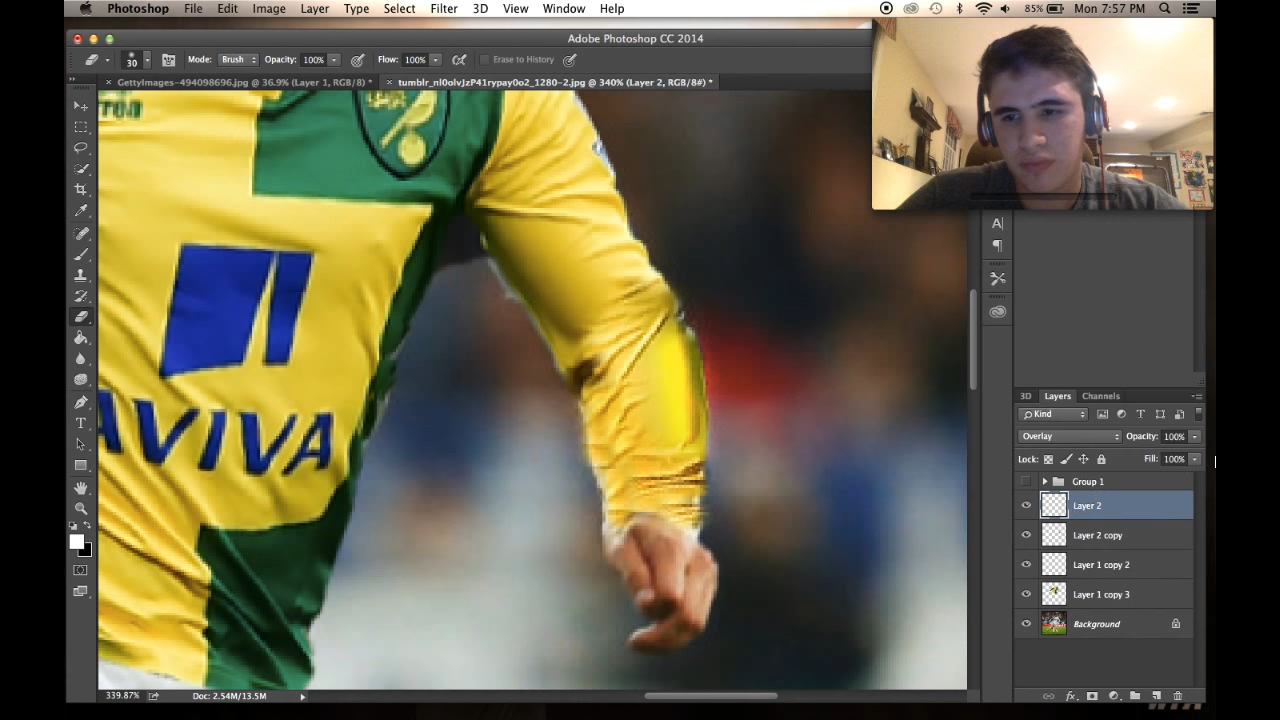 Photoshop File Edit Image Layer Type Select Filter 3D View Window Help 85% Mon 7:57 PM
Adobe Photoshop CC 2014
30 Mode: Brush Opacity: 100% Flow: 100% Erase to History
× GettyImages-494098696.jpg @ 36.9% (Layer 1, RGB/8) * × tumblr_nl0olvJzP41rypay0o2_1280-2.jpg @ 340% (Layer 2, RGB/8#) *
AVIVA
3D Layers Channels
Kind
Overlay Opacity: 100%
Lock: Fill: 100%
Group 1
Layer 2
Layer 2 copy
Layer 1 copy 2
Layer 1 copy 3
Background
339.87% Doc: 2.54M/13.5M